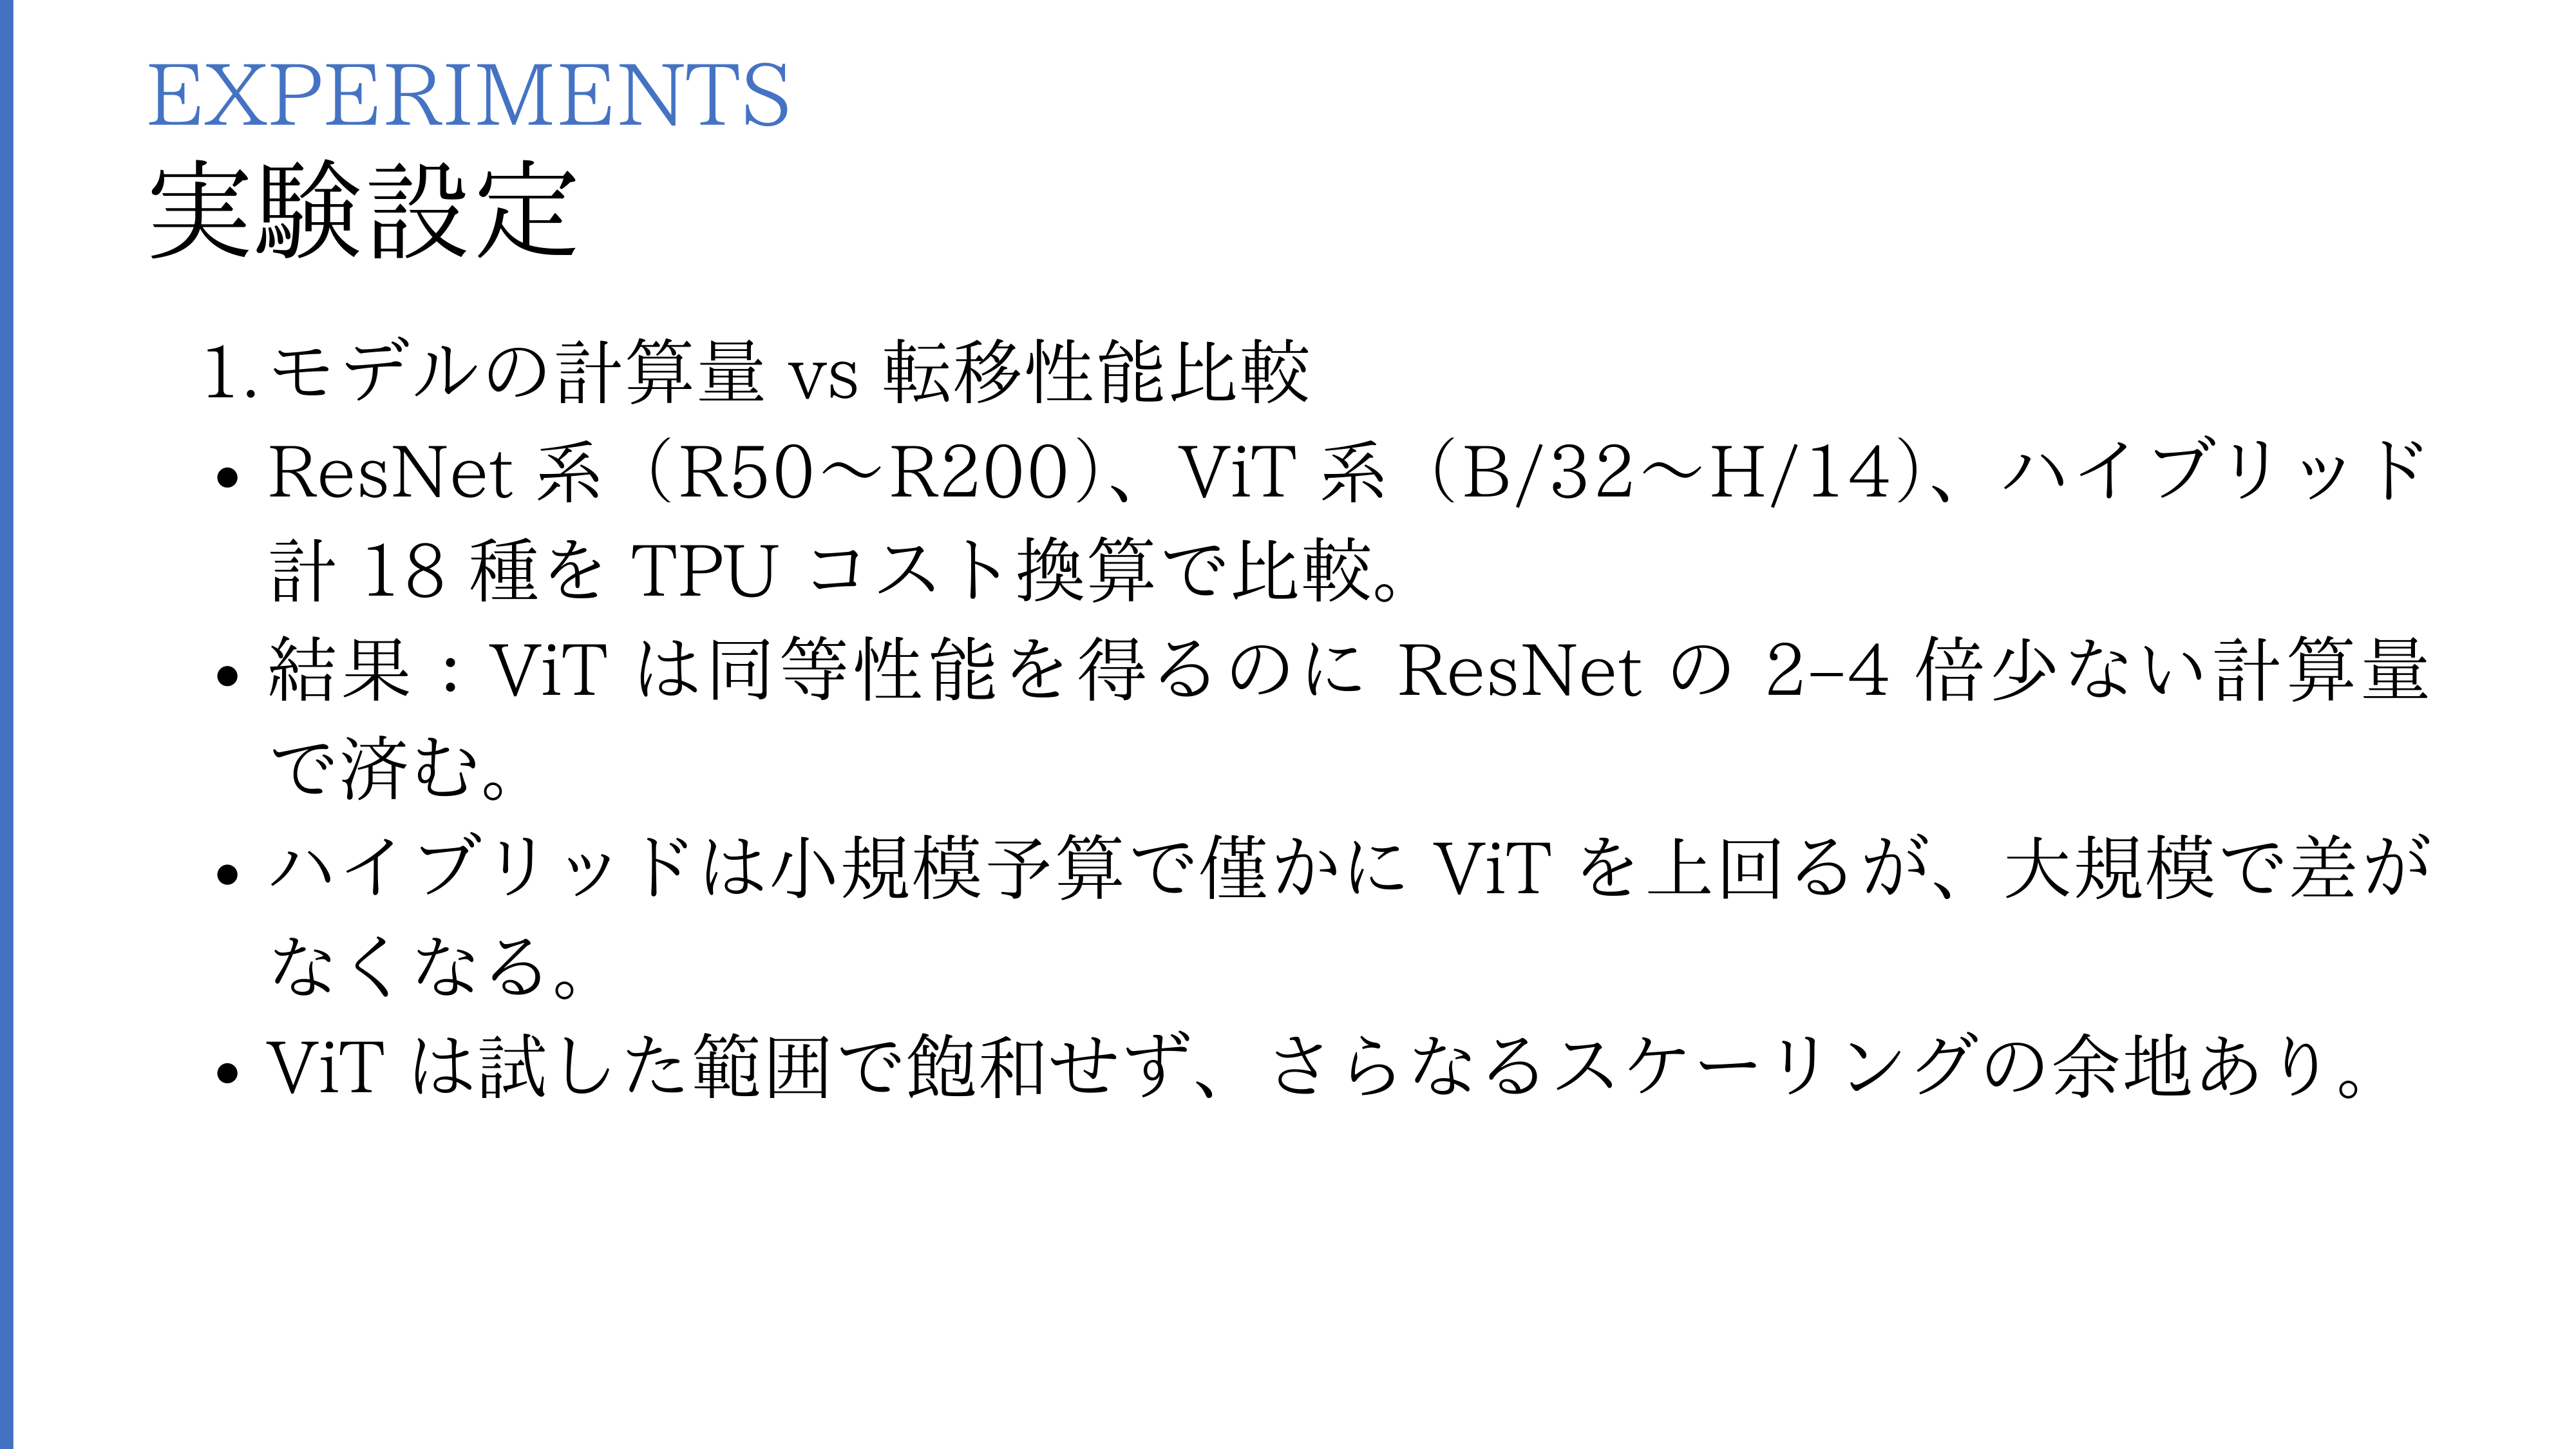 EXPERIMENTS
実験設定
1.モデルの計算量 vs 転移性能比較
• ResNet 系（R50～R200）、ViT 系（B/32～H/14）、ハイブリッド
計 18 種を TPU コスト換算で比較。
• 結果：ViT は同等性能を得るのに ResNet の 2–4 倍少ない計算量
で済む。
• ハイブリッドは小規模予算で僅かに ViT を上回るが、大規模で差が
なくなる。
• ViT は試した範囲で飽和せず、さらなるスケーリングの余地あり。